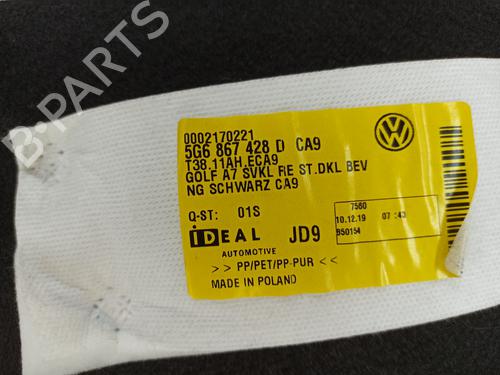 0002170221
5G6 867 428 D CA9
T38.11AH.ECA9
GOLF A7 SVKL RE ST.DKL BEV
NG SCHWARZ CA9
Q-ST: 01S
7560
10.12.19 07:43
950154
IDEAL JD9
AUTOMOTIVE
>> PP/PET/PP-PUR <<
MADE IN POLAND
B-PARTS